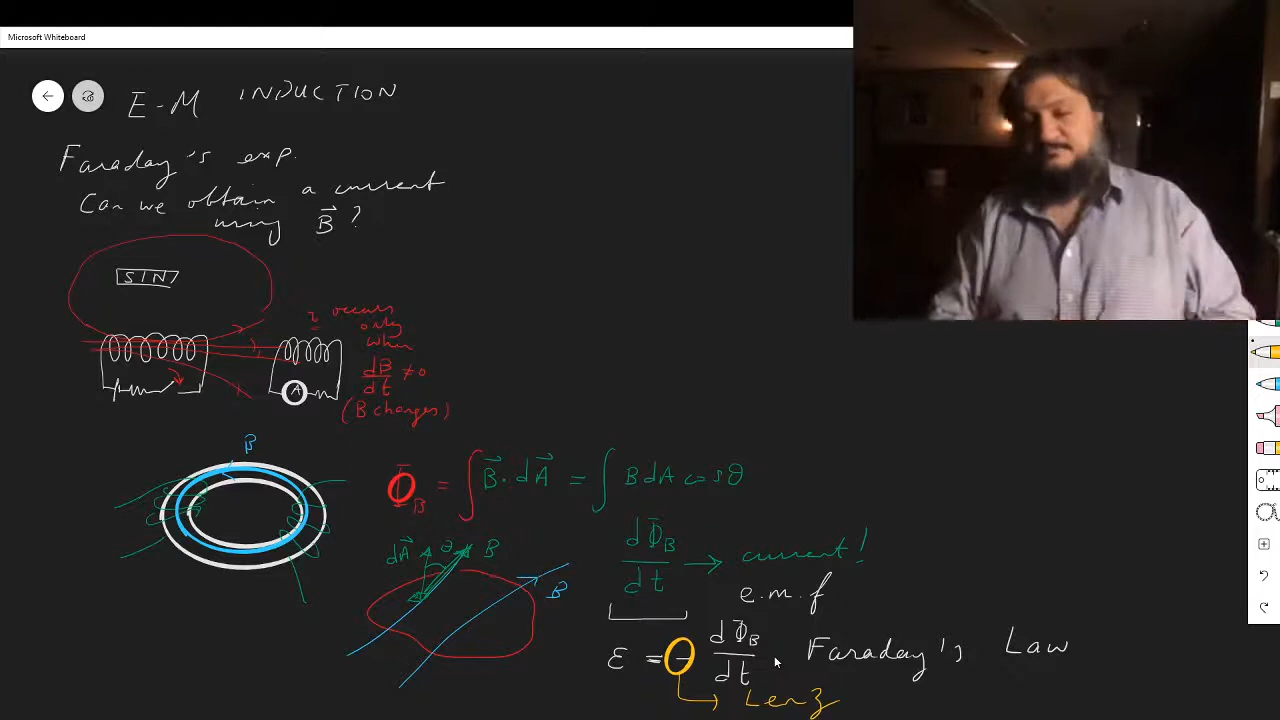 Microsoft Whiteboard
E-M INDUCTION
Faraday's exp.
Can we obtain a current
using B⃗ ?
S | N
i occurs
only
when
dB/dt ≠ 0
(B changes)
A
B
Φ_B = ∫ B⃗ · dA⃗ = ∫ B dA cos θ
dΦ_B/dt → current!
dA⃗ θ B
B
e.m.f
ε = - dΦ_B/dt . Faraday's Law
Lenz